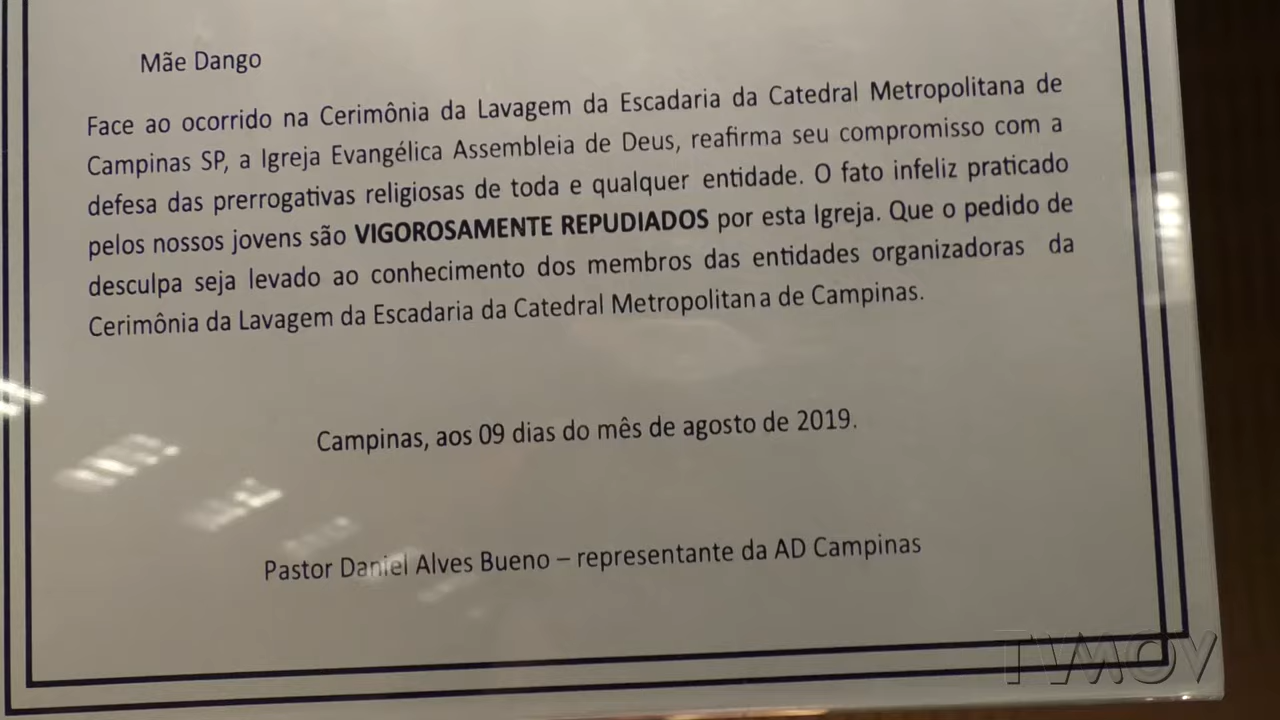 Mãe Dango
Face ao ocorrido na Cerimônia da Lavagem da Escadaria da Catedral Metropolitana de
Campinas SP, a Igreja Evangélica Assembleia de Deus, reafirma seu compromisso com a
defesa das prerrogativas religiosas de toda e qualquer entidade. O fato infeliz praticado
pelos nossos jovens são VIGOROSAMENTE REPUDIADOS por esta Igreja. Que o pedido de
desculpa seja levado ao conhecimento dos membros das entidades organizadoras da
Cerimônia da Lavagem da Escadaria da Catedral Metropolitana de Campinas.
Campinas, aos 09 dias do mês de agosto de 2019.
Pastor Daniel Alves Bueno – representante da AD Campinas
TVMOV